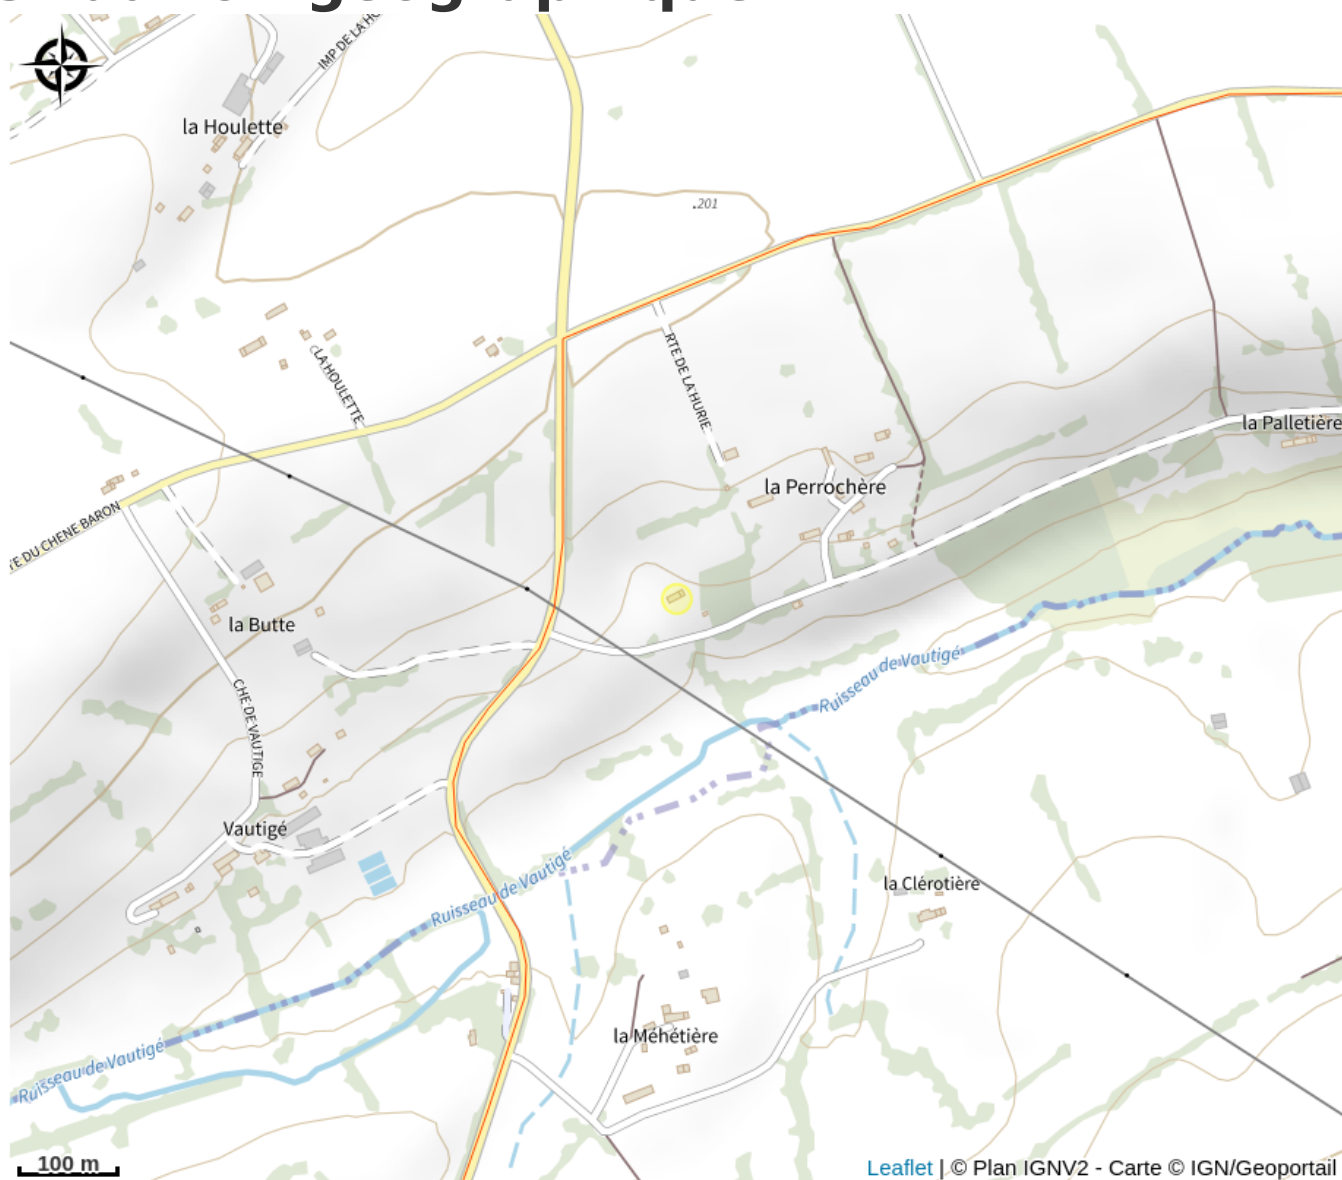 IMP DE LA HO
la Houlette
.201
LA HOULETTE
RTE DE LA HURIE
la Palletière
la Perrochère
TE DU CHENE BARON
la Butte
Ruisseau de Vautigé
CHE DE VAUTIGE
Vautigé
Ruisseau de Vautigé
la Clérotière
la Méhétière
Ruisseau de Vautigé
100 m
Leaflet | © Plan IGNV2 - Carte © IGN/Geoportail